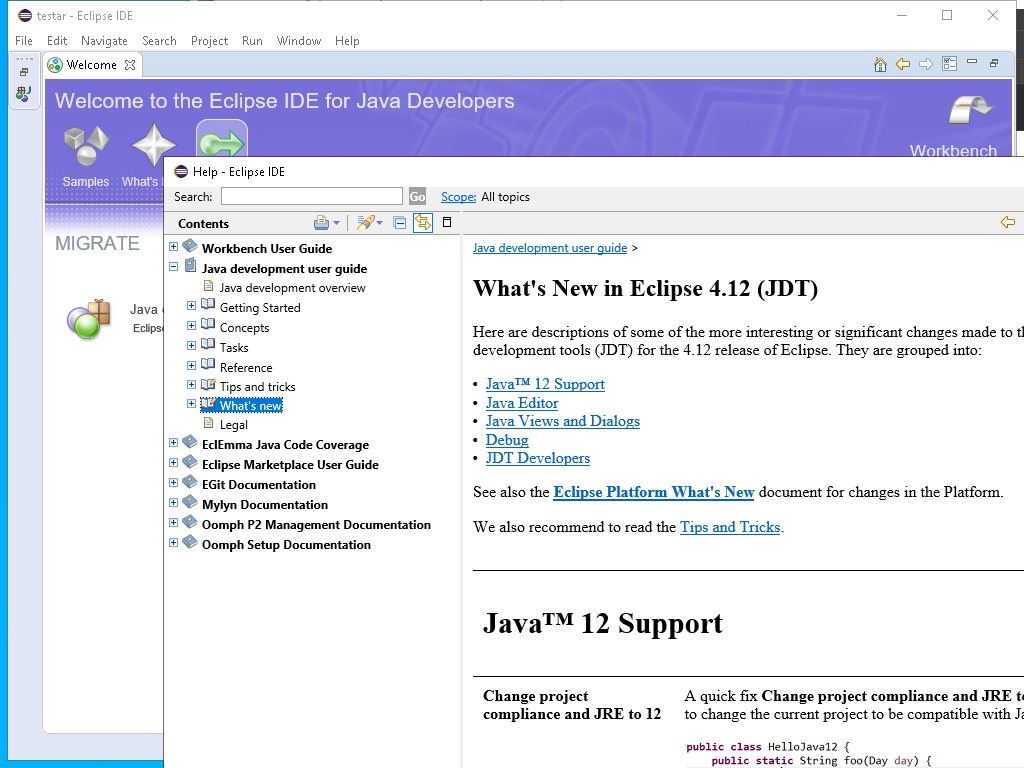 testar - Eclipse IDE
File Edit Navigate Search Project Run Window Help
Welcome
Welcome to the Eclipse IDE for Java Developers
Samples What's
Workbench
MIGRATE
Java
Eclipse
Help - Eclipse IDE
Search: Go Scope: All topics
Contents
Workbench User Guide
Java development user guide
Java development overview
Getting Started
Concepts
Tasks
Reference
Tips and tricks
What's new
Legal
EclEmma Java Code Coverage
Eclipse Marketplace User Guide
EGit Documentation
Mylyn Documentation
Oomph P2 Management Documentation
Oomph Setup Documentation
Java development user guide >
What's New in Eclipse 4.12 (JDT)
Here are descriptions of some of the more interesting or significant changes made to
development tools (JDT) for the 4.12 release of Eclipse. They are grouped into:
• Java™ 12 Support
• Java Editor
• Java Views and Dialogs
• Debug
• JDT Developers
See also the Eclipse Platform What's New document for changes in the Platform.
We also recommend to read the Tips and Tricks.
Java™ 12 Support
Change project
compliance and JRE to 12
A quick fix Change project compliance and JRE
to change the current project to be compatible with
public class HelloJava12 {
public static String foo(Day day) {